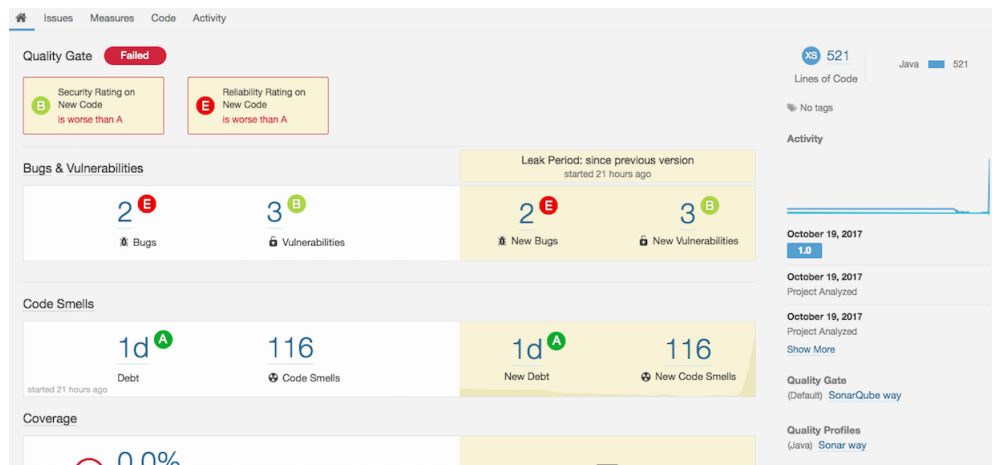 Issues Measures Code Activity
Quality Gate Failed
B Security Rating on
New Code
is worse than A
E Reliability Rating on
New Code
is worse than A
Bugs & Vulnerabilities
Leak Period: since previous version
started 21 hours ago
2 E
Bugs
3 B
Vulnerabilities
2 E
New Bugs
3 B
New Vulnerabilities
Code Smells
1d A
Debt
started 21 hours ago
116
Code Smells
1d A
New Debt
116
New Code Smells
Coverage
0.0%
XS 521
Lines of Code
Java 521
No tags
Activity
October 19, 2017
1.0
October 19, 2017
Project Analyzed
October 19, 2017
Project Analyzed
Show More
Quality Gate
(Default) SonarQube way
Quality Profiles
(Java) Sonar way